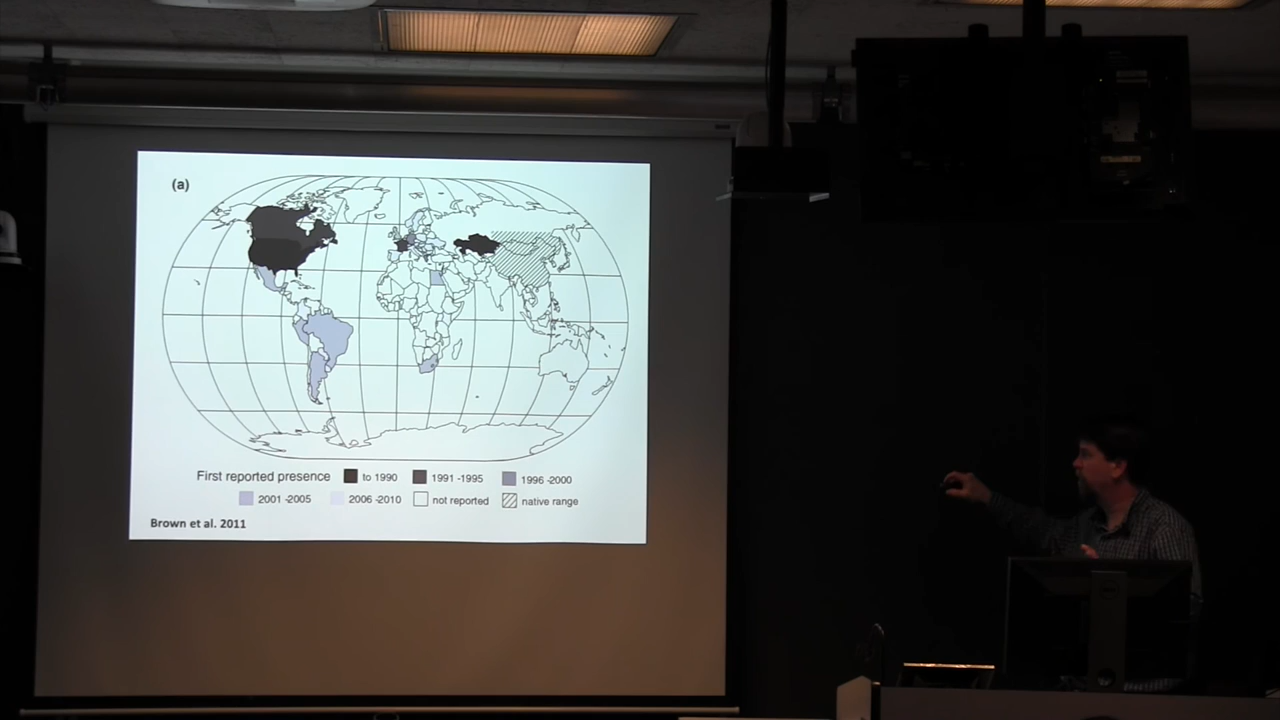 (a)
First reported presence to 1990 1991 -1995 1996 -2000
2001 -2005 2006 -2010 not reported native range
Brown et al. 2011